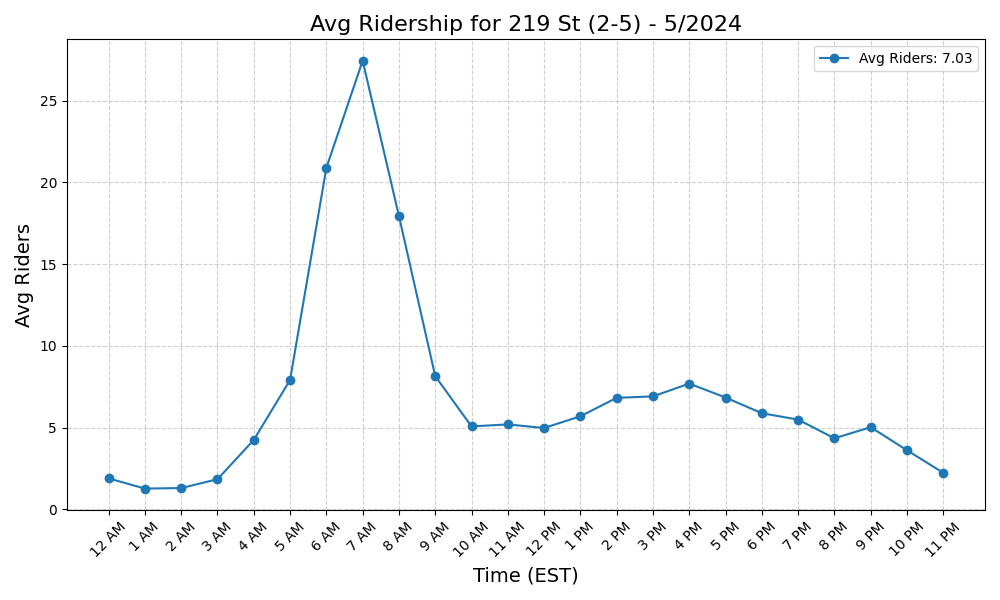 Avg Ridership for 219 St (2-5) - 5/2024
Avg Riders: 7.03
Avg Riders
25
20
15
10
5
0
12 AM
1 AM
2 AM
3 AM
4 AM
5 AM
6 AM
7 AM
8 AM
9 AM
10 AM
11 AM
12 PM
1 PM
2 PM
3 PM
4 PM
5 PM
6 PM
7 PM
8 PM
9 PM
10 PM
11 PM
Time (EST)